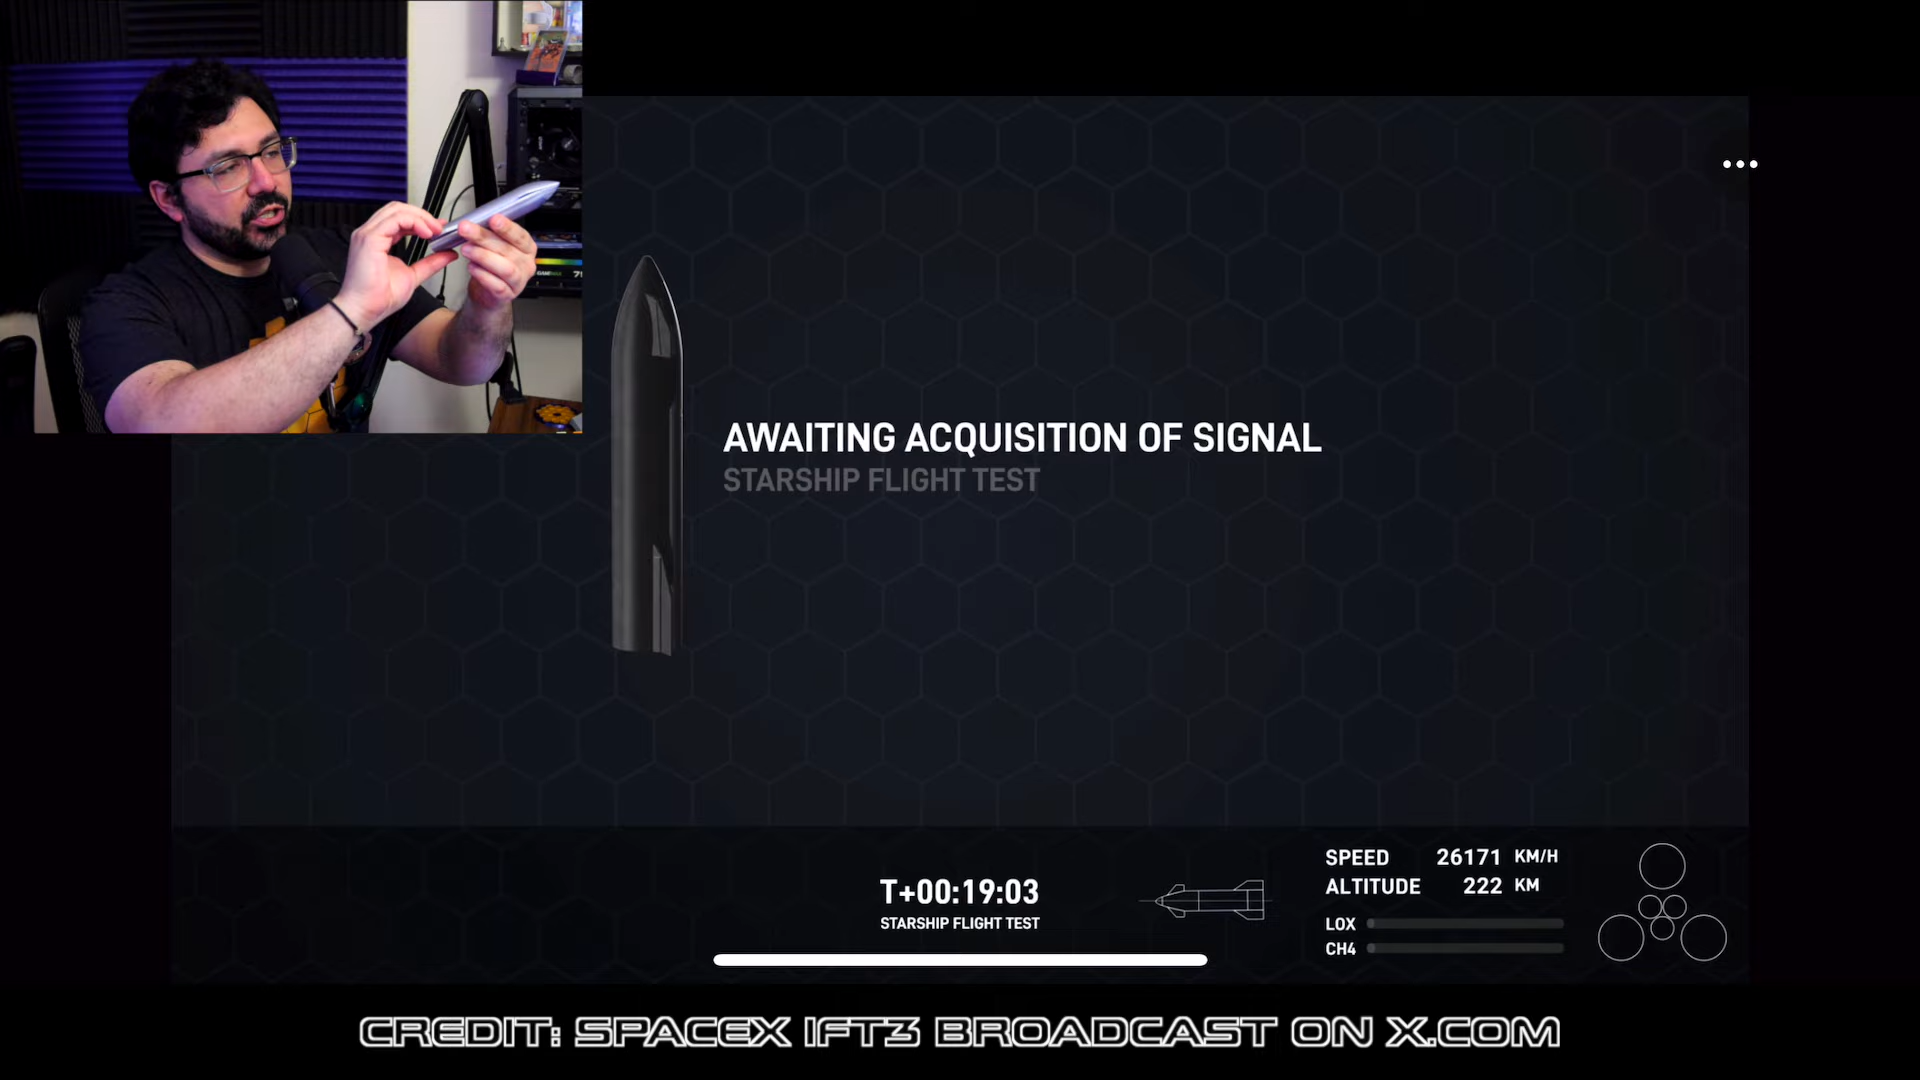 AWAITING ACQUISITION OF SIGNAL
STARSHIP FLIGHT TEST
T+00:19:03
STARSHIP FLIGHT TEST
SPEED 26171 KM/H
ALTITUDE 222 KM
LOX
CH4
CREDIT: SPACEX IFT3 BROADCAST ON X.COM